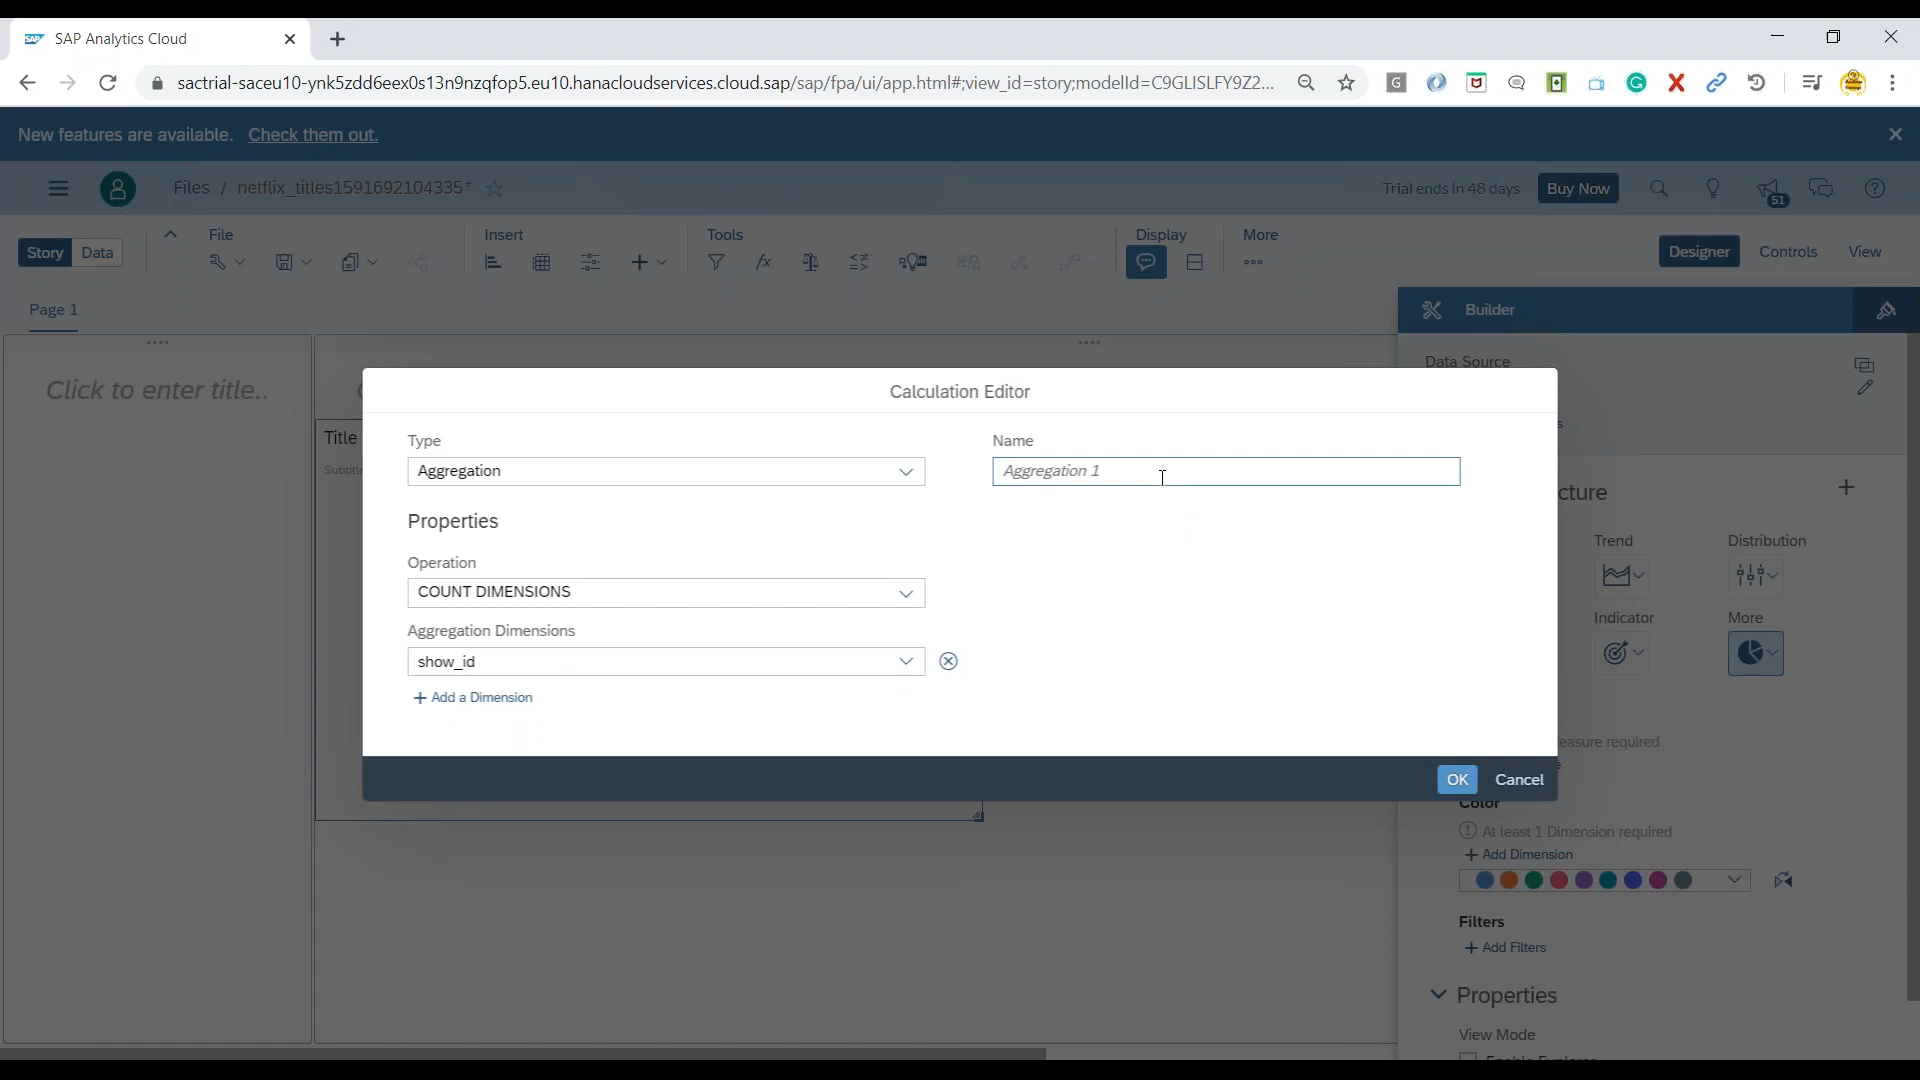 SAP Analytics Cloud
sactrial-saceu10-ynk5zdd6eex0s13n9nzqfop5.eu10.hanacloudservices.cloud.sap/sap/fpa/ui/app.html#;view_id=story;modelId=C9GLISLFY9Z2...
New features are available. Check them out.
Files / netflix_titles1591692104335*
Trial ends in 48 days
Buy Now
51
File
Insert
Tools
Display
More
Story
Data
Designer
Controls
View
Page 1
Builder
Click to enter title..
Data Source
Title
Calculation Editor
Type
Name
Aggregation
Aggregation 1
Properties
Operation
COUNT DIMENSIONS
Aggregation Dimensions
show_id
+ Add a Dimension
OK
Cancel
cture
Trend
Distribution
Indicator
More
easure required
Color
At least 1 Dimension required
+ Add Dimension
Filters
+ Add Filters
Properties
View Mode